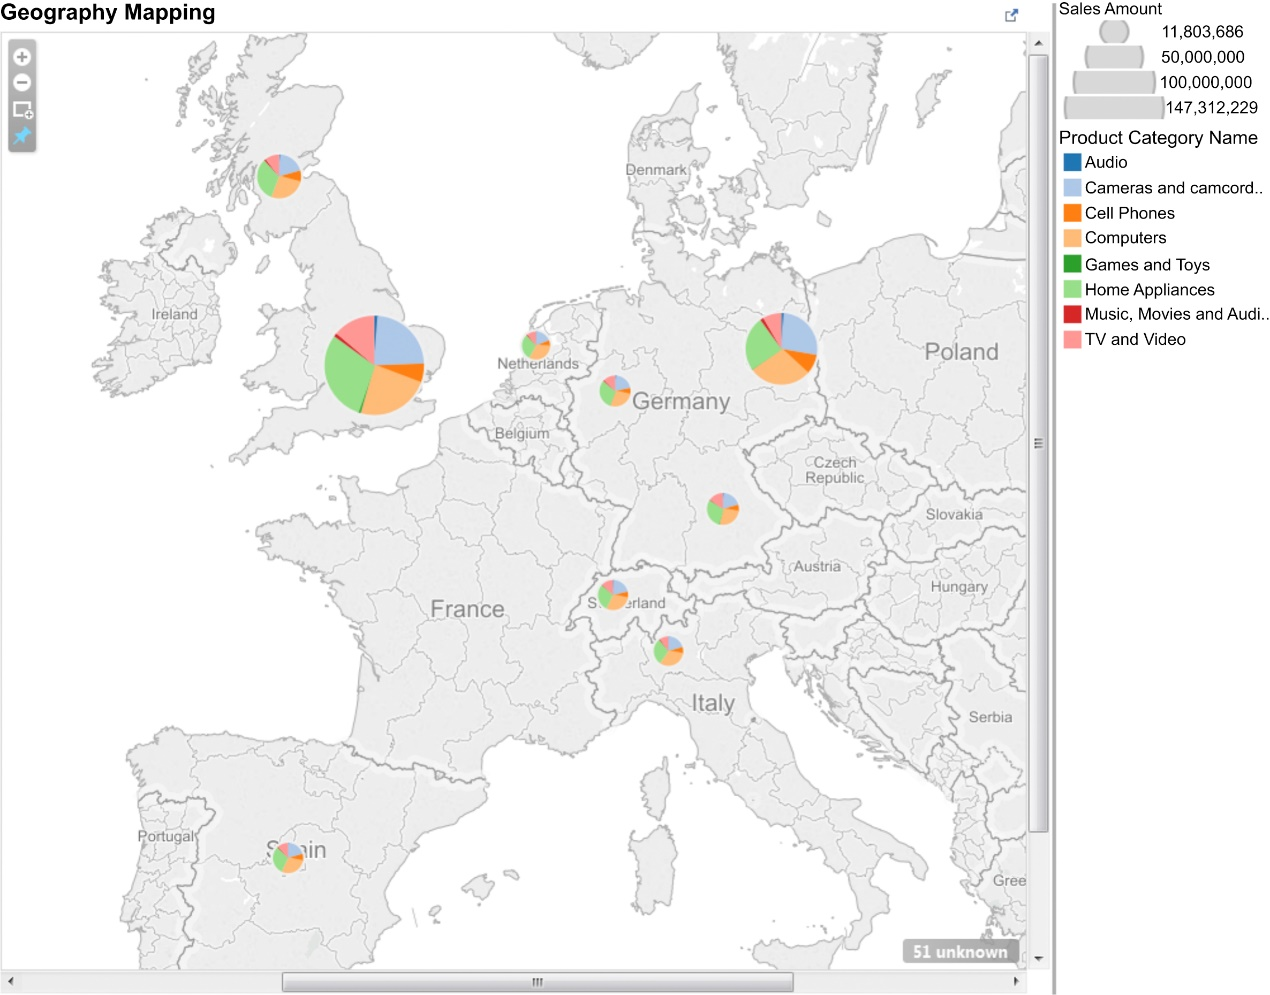 Geography Mapping
Sales Amount
11,803,686
50,000,000
100,000,000
147,312,229
Product Category Name
Audio
Cameras and camcord..
Cell Phones
Computers
Games and Toys
Home Appliances
Music, Movies and Audi..
TV and Video
Denmark
Ireland
Netherlands
Poland
Germany
Belgium
Czech
Republic
Slovakia
Austria
Hungary
France
S erland
Italy
Serbia
Portugal
S ain
Gree
51 unknown